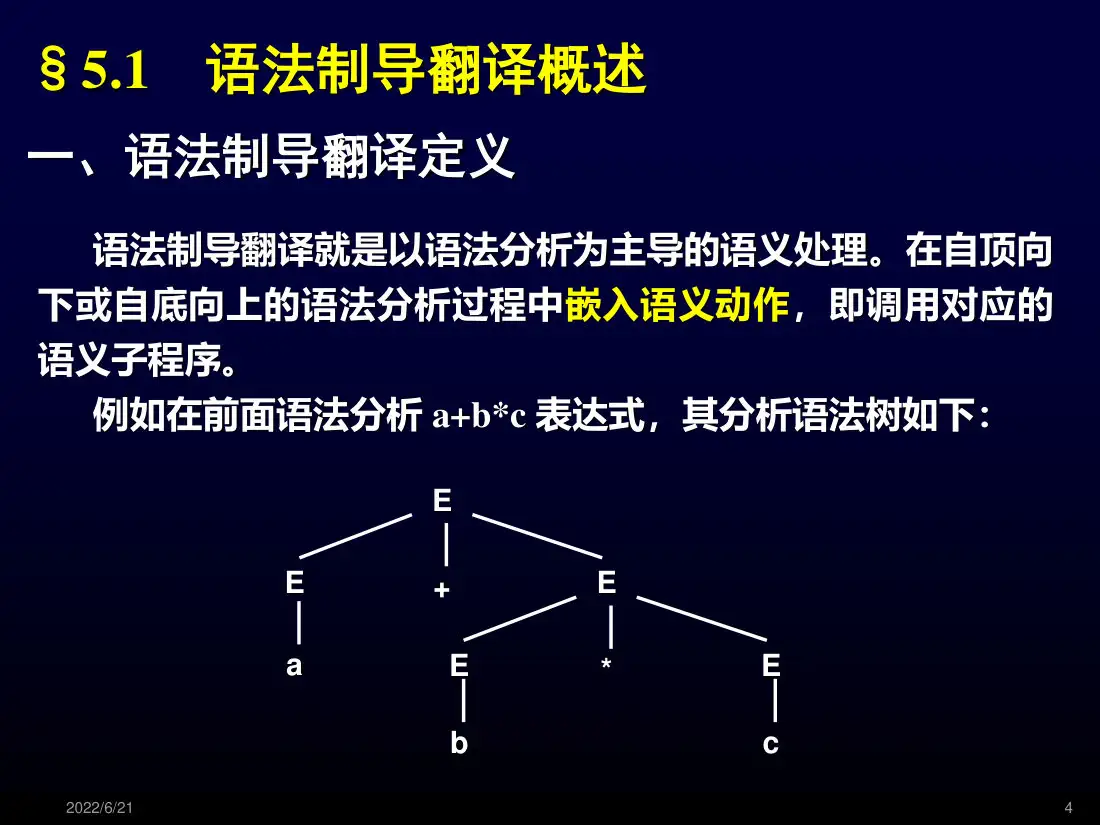 §5.1 语法制导翻译概述
一、语法制导翻译定义
语法制导翻译就是以语法分析为主导的语义处理。在自顶向
下或自底向上的语法分析过程中嵌入语义动作，即调用对应的
语义子程序。
例如在前面语法分析 a+b*c 表达式，其分析语法树如下：
E
E + E
a E * E
b c
2022/6/21 4